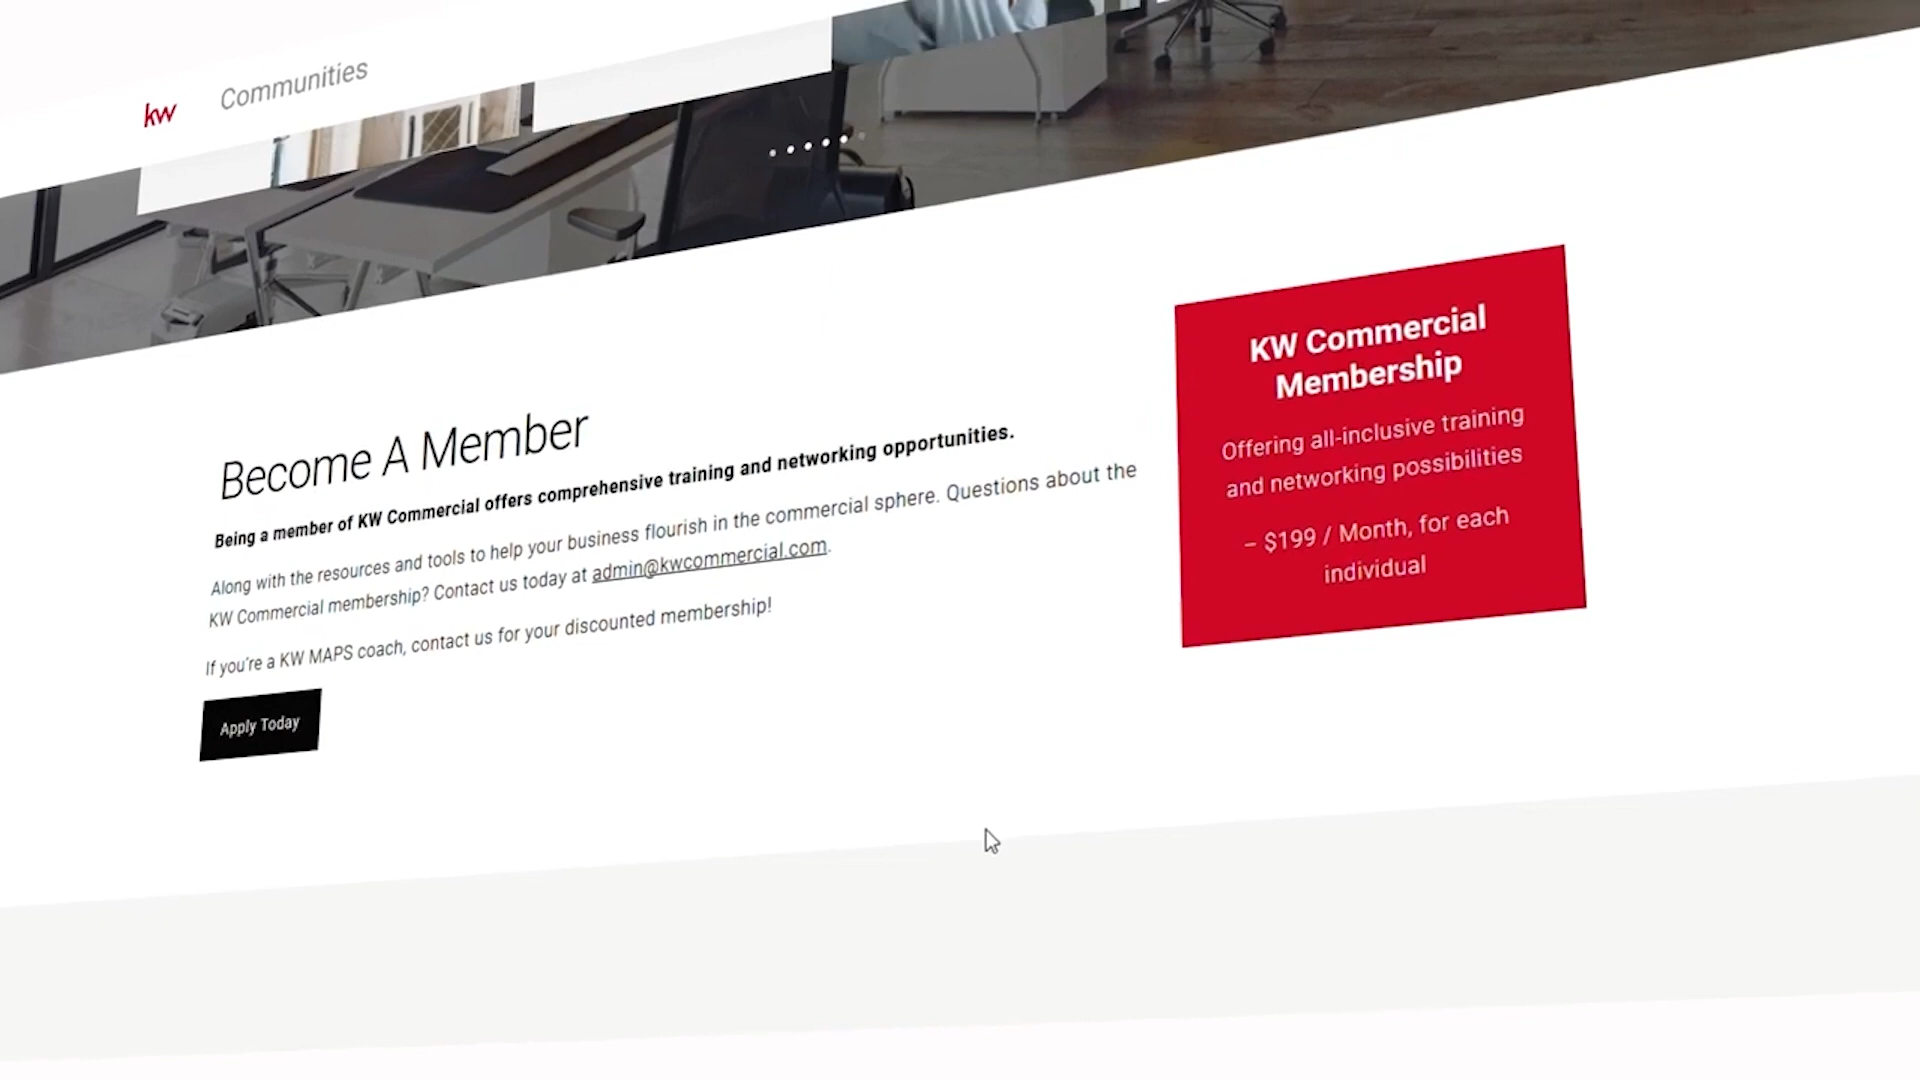 kw Communities
Become A Member
Being a member of KW Commercial offers comprehensive training and networking opportunities.
Along with the resources and tools to help your business flourish in the commercial sphere. Questions about the
KW Commercial membership? Contact us today at admin@kwcommercial.com.
If you're a KW MAPS coach, contact us for your discounted membership!
Apply Today
KW Commercial
Membership
Offering all-inclusive training
and networking possibilities
– $199 / Month, for each
individual